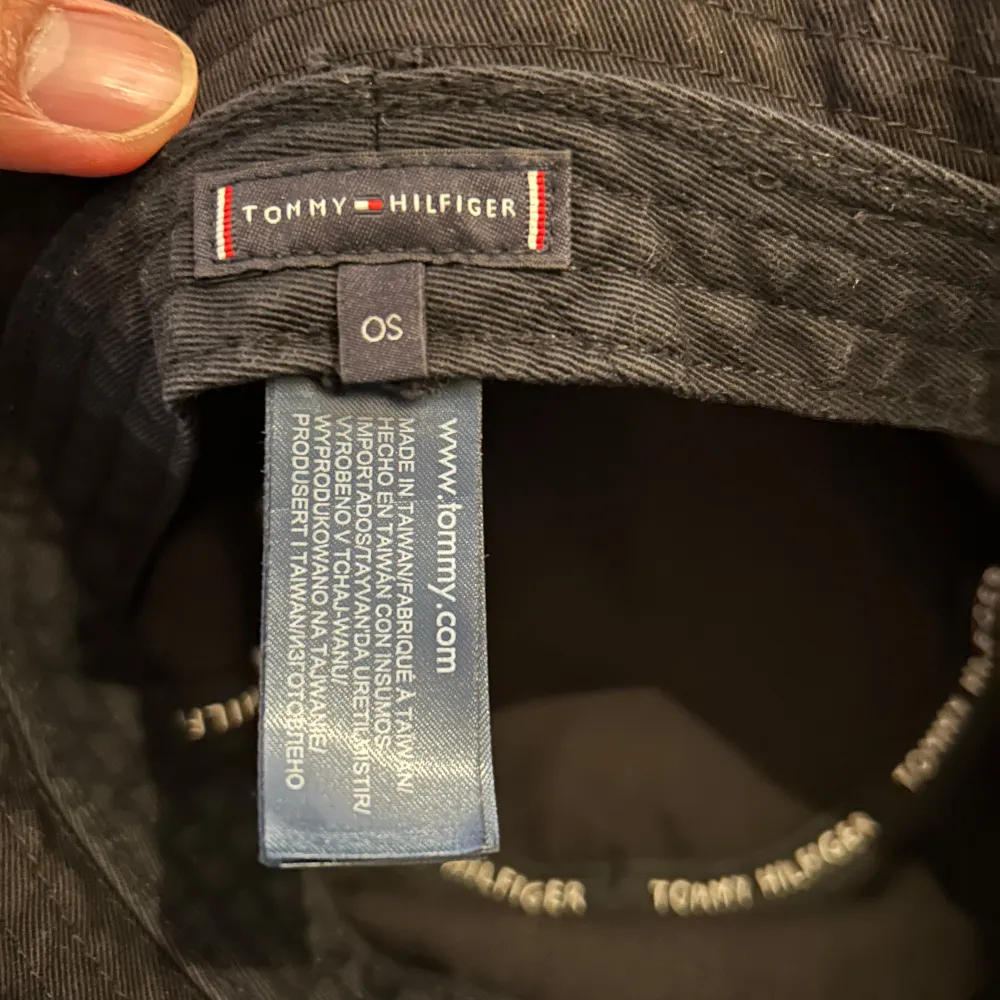 TOMMY HILFIGER
OS
www.tommy.com
MADE IN TAIWAN/FABRIQUÉ À TAIWAN/
HECHO EN TAIWÁN CON INSUMOS
IMPORTADOS/TAYVAN'DA URETILMISTIR/
VYROBENO V TCHAJ-WANU/
WYPRODUKOWANO NA TAJWANIE/
PRODUSERT I TAIWAN/ИЗГОТОВЛЕНО
HILFIGER
TOMMY HILFIGER
TOMMY